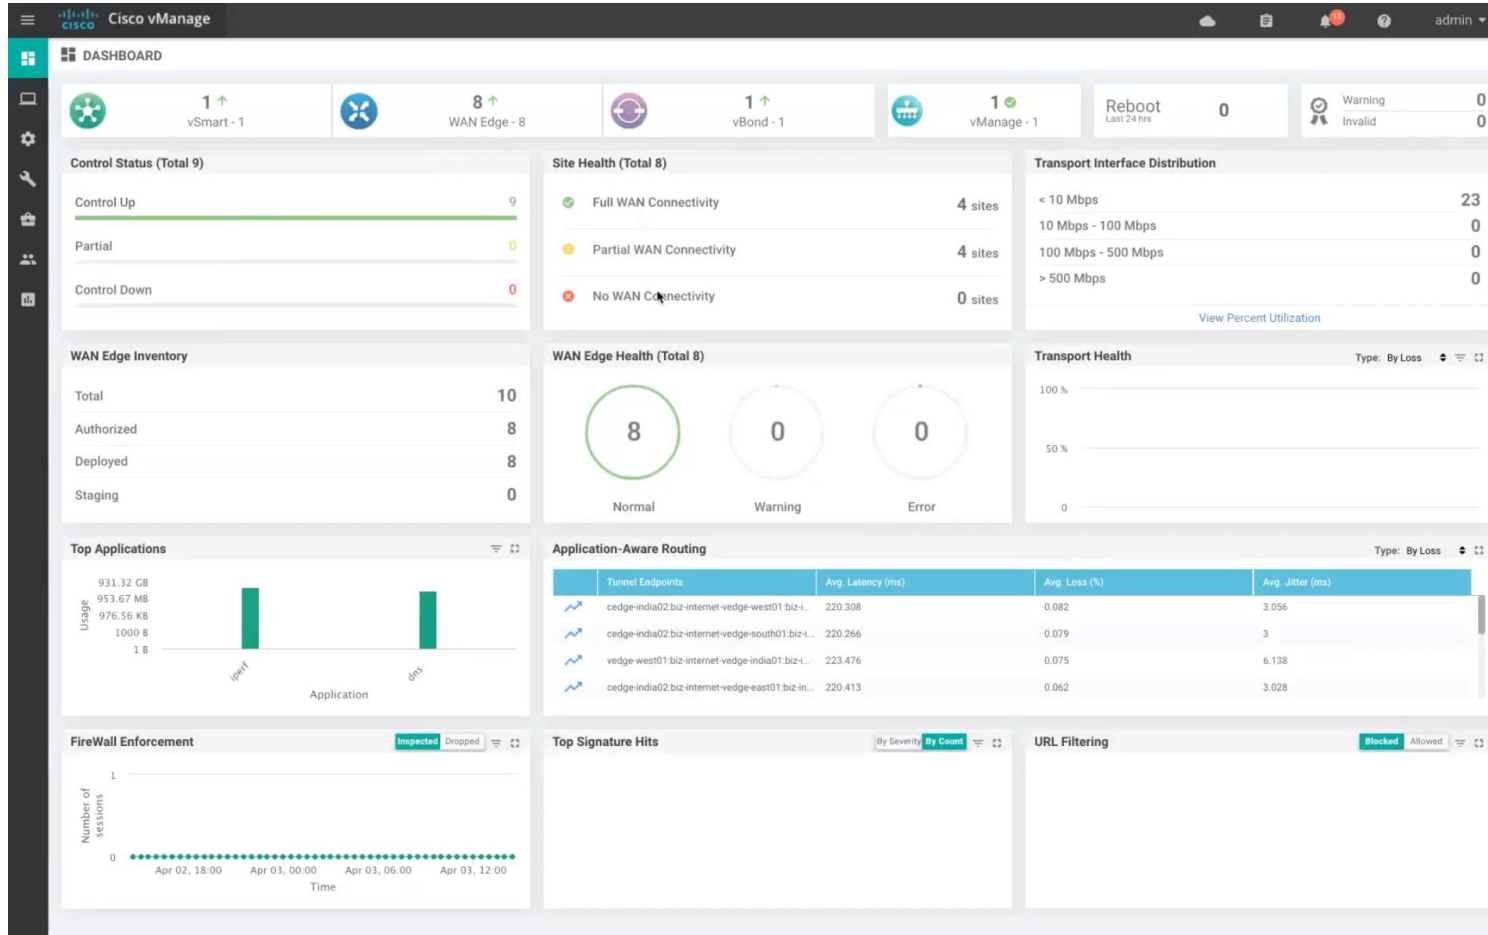 cisco Cisco vManage
13
admin
DASHBOARD
1
vSmart - 1
8
WAN Edge - 8
1
vBond - 1
1
vManage - 1
Reboot
Last 24 hrs
0
Warning 0
Invalid 0
Control Status (Total 9)
Control Up 9
Partial 0
Control Down 0
Site Health (Total 8)
Full WAN Connectivity 4 sites
Partial WAN Connectivity 4 sites
No WAN Connectivity 0 sites
Transport Interface Distribution
< 10 Mbps 23
10 Mbps - 100 Mbps 0
100 Mbps - 500 Mbps 0
> 500 Mbps 0
View Percent Utilization
WAN Edge Inventory
Total 10
Authorized 8
Deployed 8
Staging 0
WAN Edge Health (Total 8)
8 0 0
Normal Warning Error
Transport Health
Type: By Loss
100 %
50 %
0
Top Applications
Usage
931.32 GB
953.67 MB
976.56 KB
1000 B
1 B
iperf dns
Application
Application-Aware Routing
Type: By Loss
Tunnel Endpoints Avg. Latency (ms) Avg. Loss (%) Avg. Jitter (ms)
cedge-india02:biz-internet-vedge-west01:biz-i... 220.308 0.082 3.056
cedge-india02:biz-internet-vedge-south01:biz-i... 220.266 0.079 3
vedge-west01:biz-internet-vedge-india01:biz-i... 223.476 0.075 6.138
cedge-india02:biz-internet-vedge-east01:biz-in... 220.413 0.062 3.028
FireWall Enforcement
Inspected Dropped
Number of
sessions
1
0
Apr 02, 18:00 Apr 03, 00:00 Apr 03, 06:00 Apr 03, 12:00
Time
Top Signature Hits
By Severity By Count
URL Filtering
Blocked Allowed